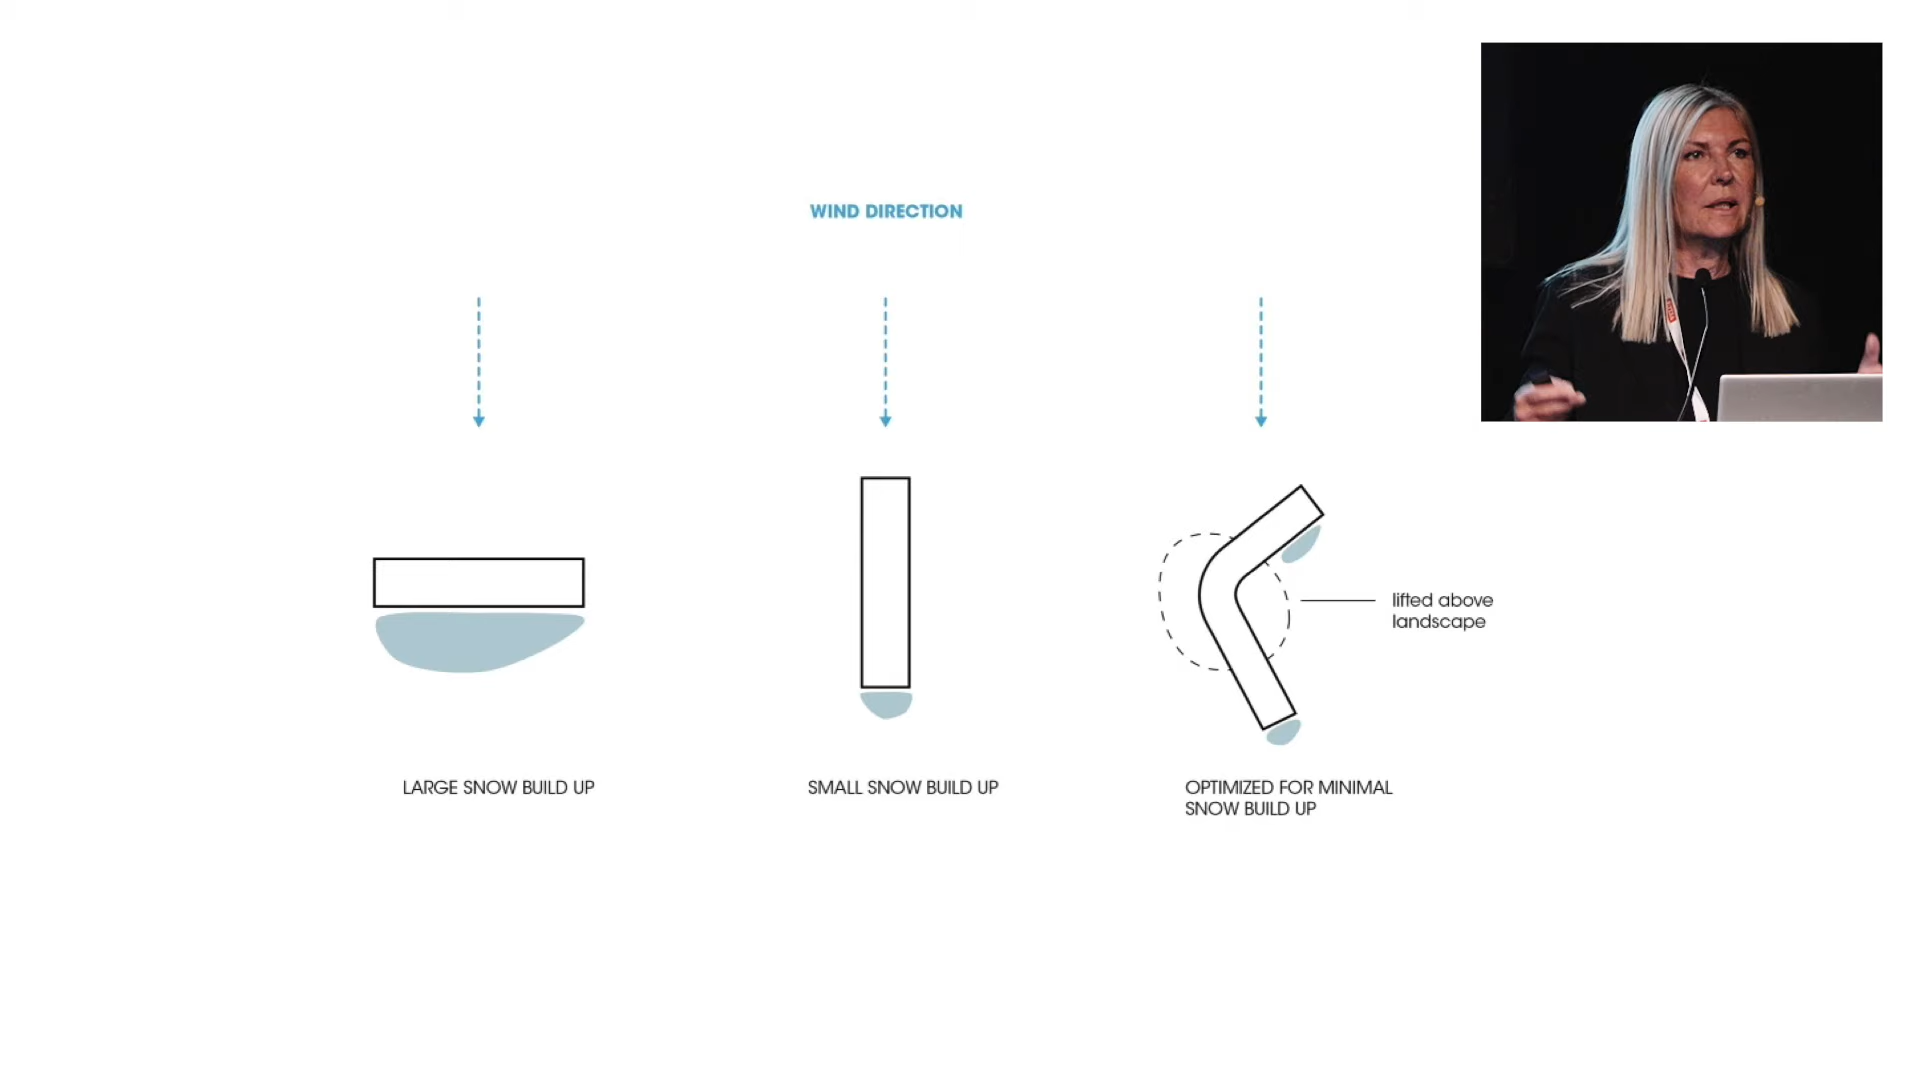 WIND DIRECTION
lifted above
landscape
LARGE SNOW BUILD UP
SMALL SNOW BUILD UP
OPTIMIZED FOR MINIMAL
SNOW BUILD UP